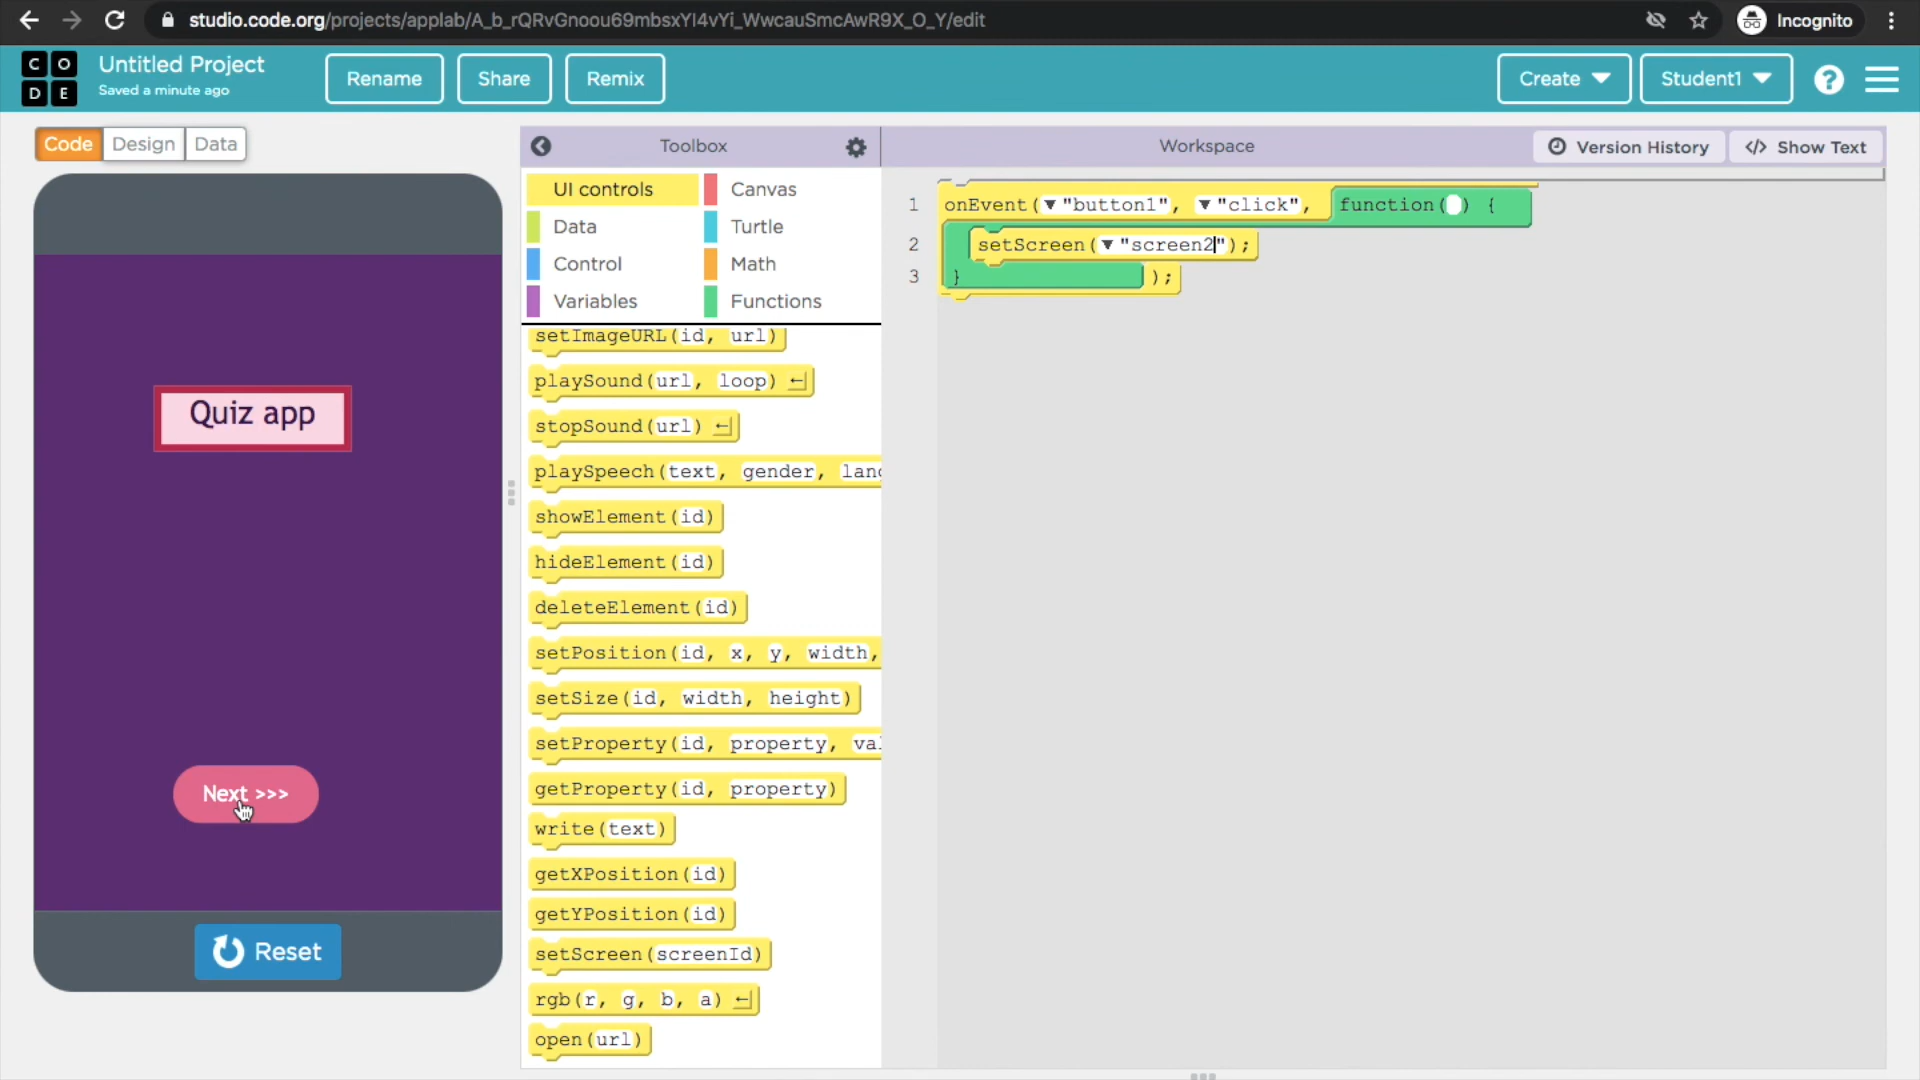 studio.code.org/projects/applab/A_b_rQRvGnoou69mbsxYl4vYi_WwcauSmcAwR9X_O_Y/edit
Incognito
C O
D E
Untitled Project
Saved a minute ago
Rename
Share
Remix
Create
Student1
?
Code
Design
Data
Toolbox
Workspace
Version History
</> Show Text
UI controls
Canvas
Data
Turtle
Control
Math
Variables
Functions
setImageURL(id, url)
playSound(url, loop)
stopSound(url)
playSpeech(text, gender, lang
showElement(id)
hideElement(id)
deleteElement(id)
setPosition(id, x, y, width,
setSize(id, width, height)
setProperty(id, property, val
getProperty(id, property)
write(text)
getXPosition(id)
getYPosition(id)
setScreen(screenId)
rgb(r, g, b, a)
open(url)
1 onEvent(▼"button1", ▼"click", function( ) {
2 setScreen(▼"screen2");
3 } );
Quiz app
Next >>>
Reset